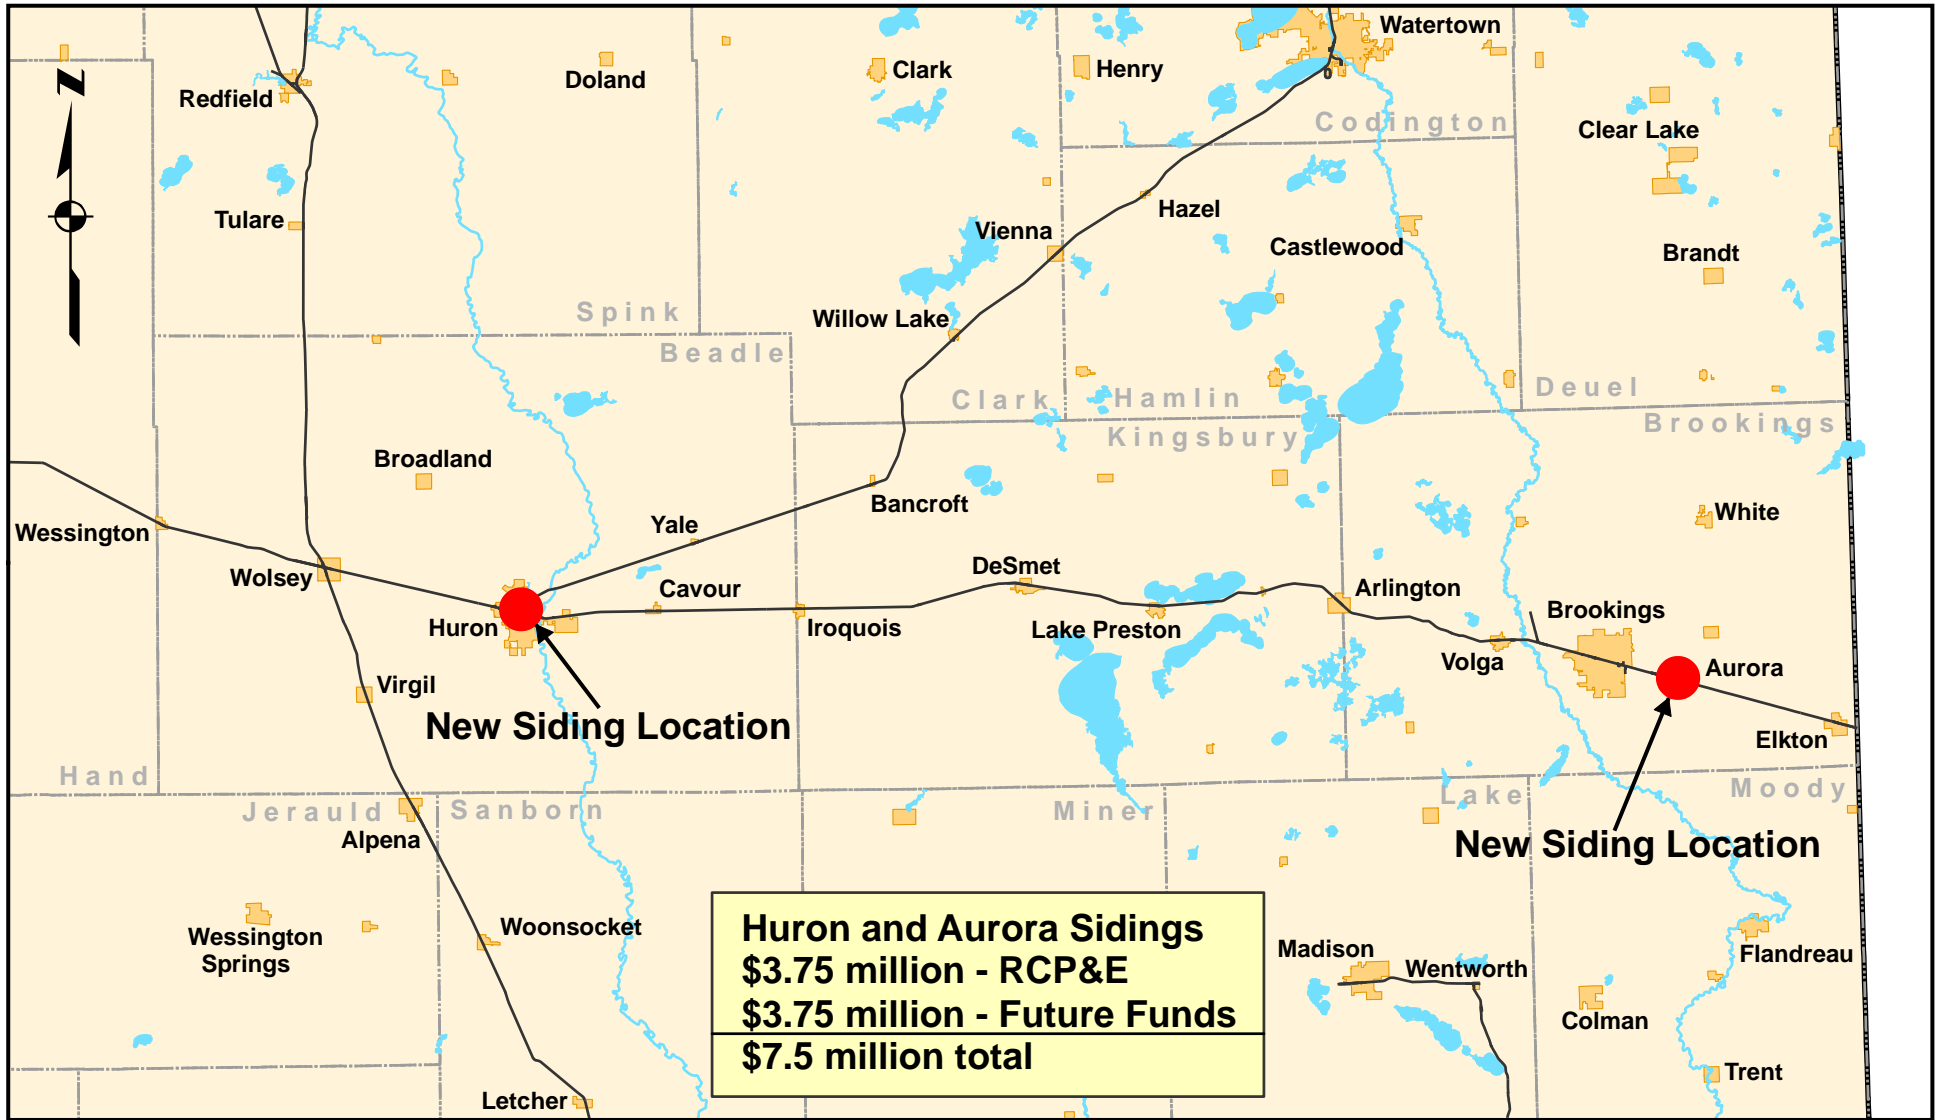 Watertown
Redfield
Doland
Clark
Henry
Codington
Clear Lake
N
Tulare
Vienna
Hazel
Castlewood
Brandt
Spink
Willow Lake
Beadle
Clark
Hamlin
Deuel
Kingsbury
Brookings
Broadland
Wessington
Yale
Bancroft
White
Wolsey
Cavour
DeSmet
Arlington
Brookings
Huron
Iroquois
Lake Preston
Volga
Aurora
Virgil
New Siding Location
Elkton
Hand
Jerauld
Sanborn
Miner
Lake
Moody
Alpena
New Siding Location
Wessington
Springs
Woonsocket
Huron and Aurora Sidings
$3.75 million - RCP&E
$3.75 million - Future Funds
$7.5 million total
Madison
Wentworth
Flandreau
Colman
Trent
Letcher